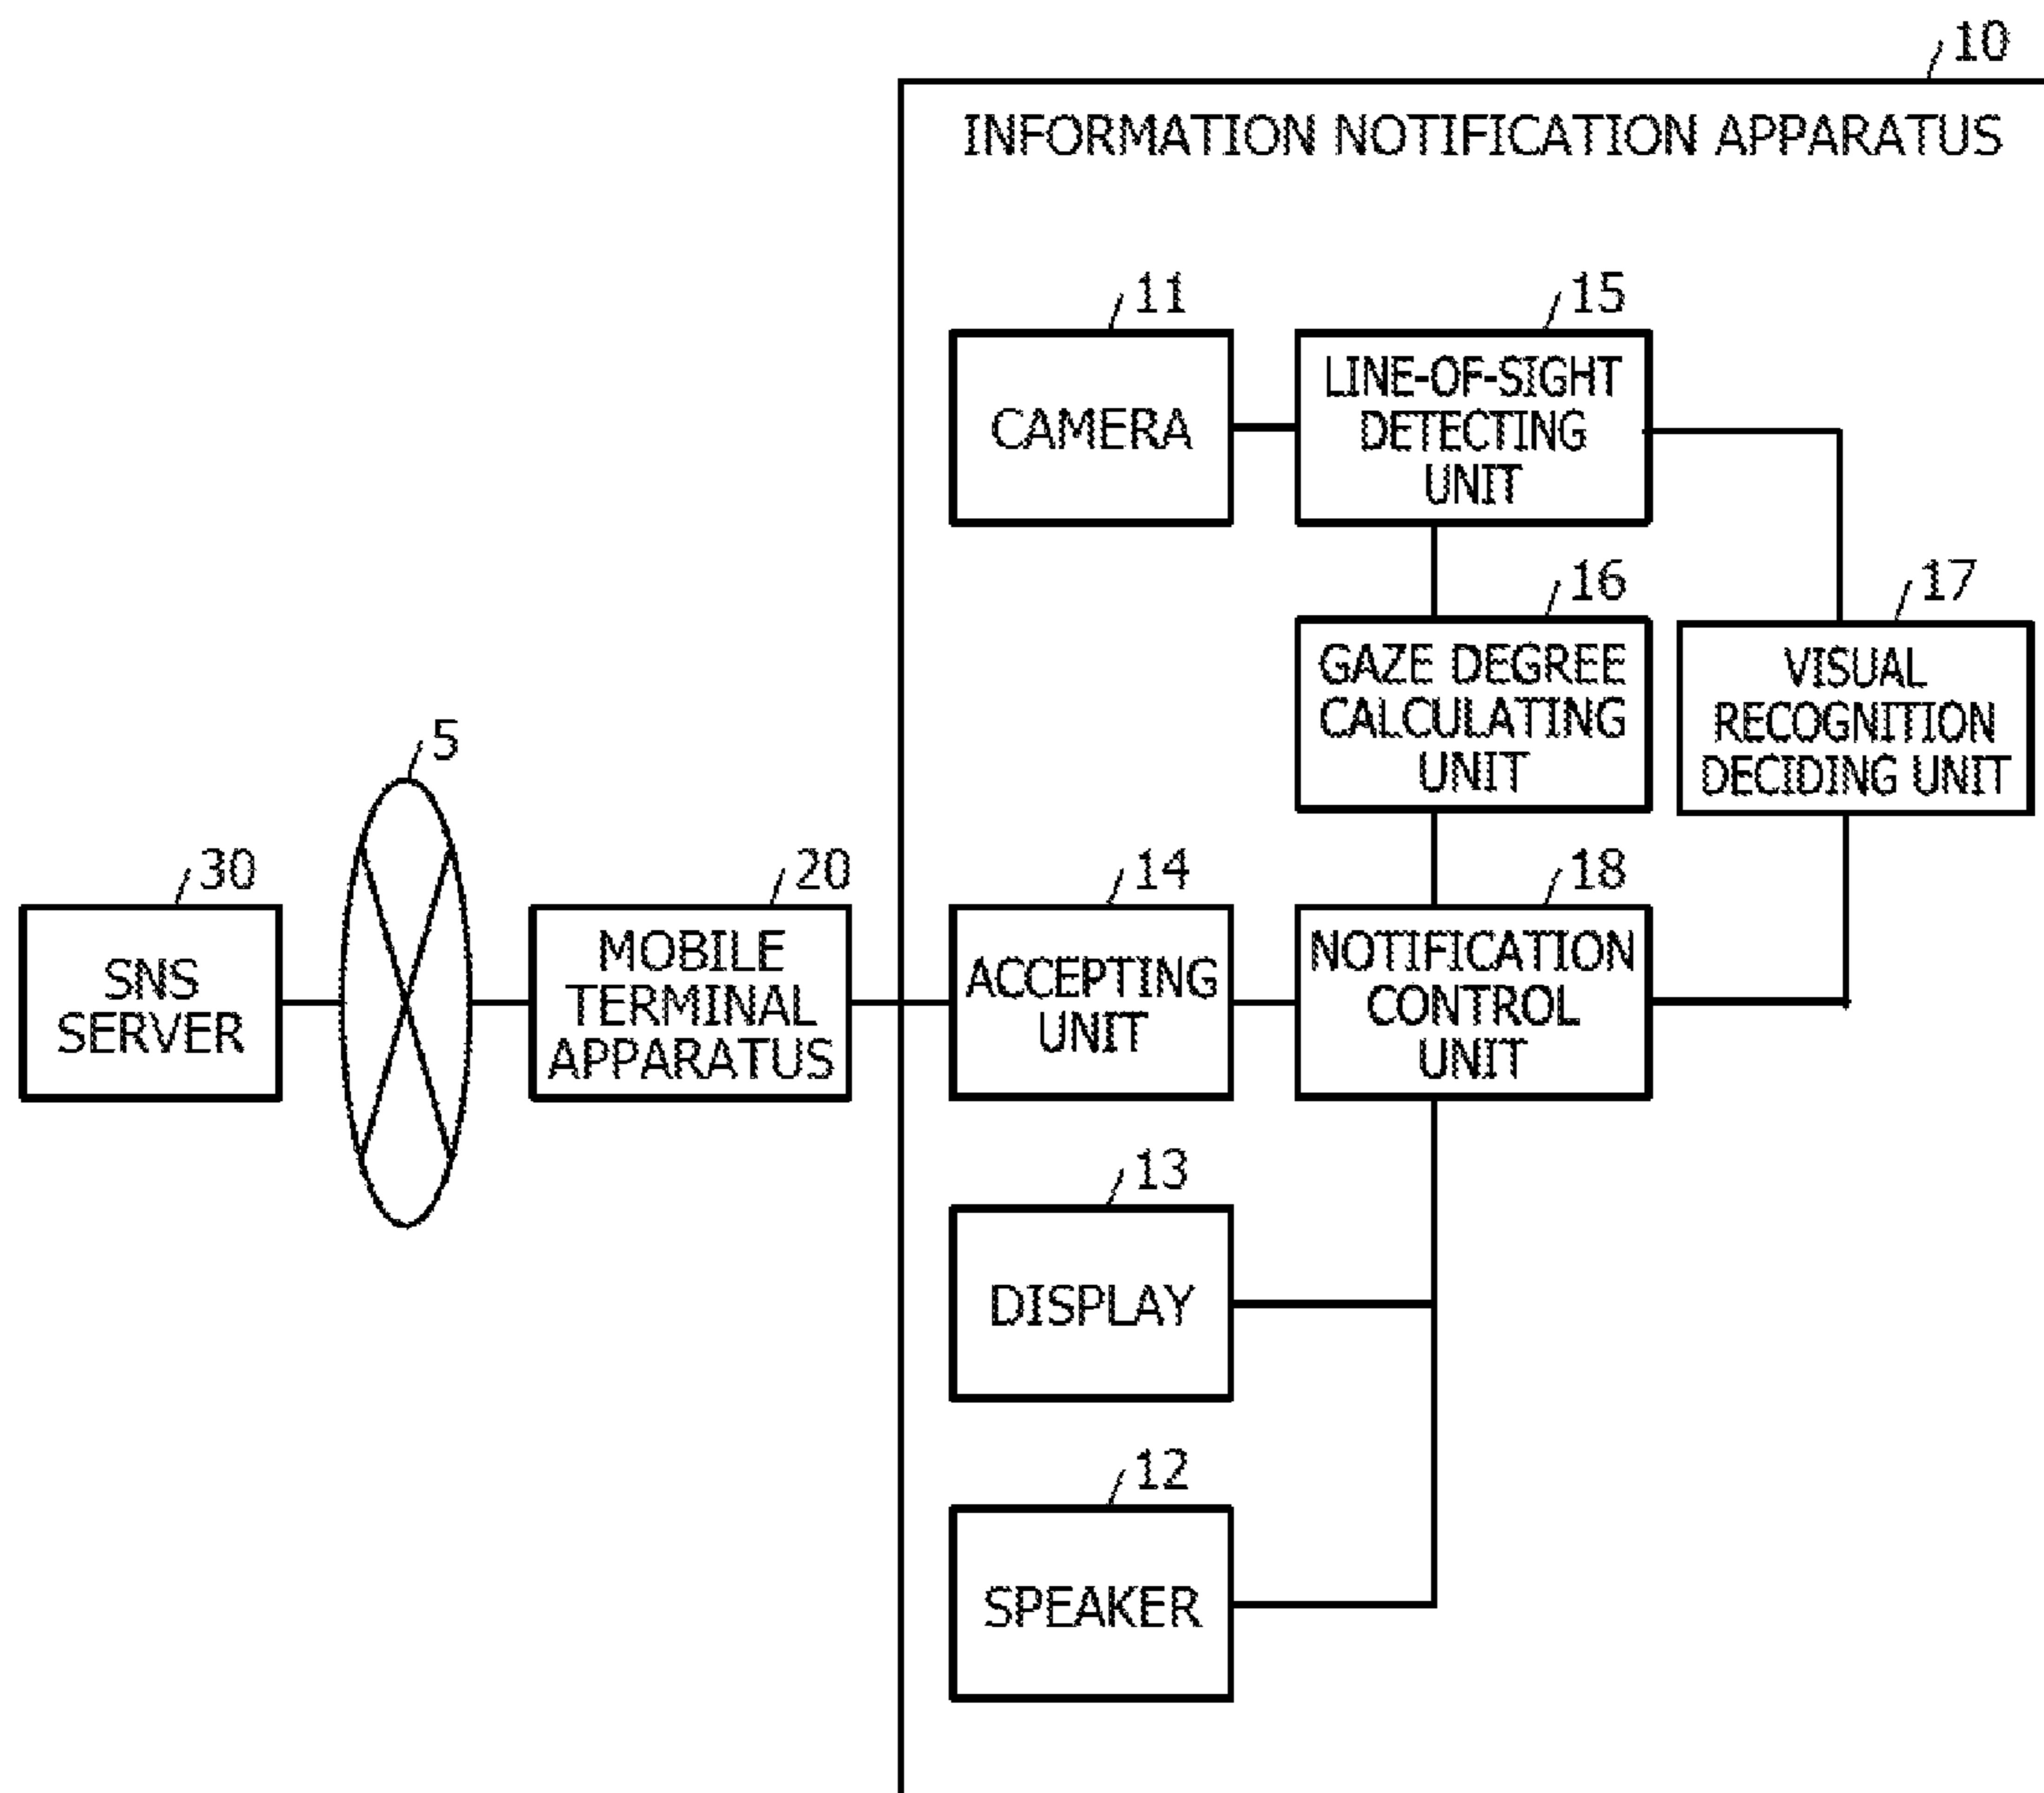 10
INFORMATION NOTIFICATION APPARATUS
11
CAMERA
15
LINE-OF-SIGHT
DETECTING
UNIT
16
GAZE DEGREE
CALCULATING
UNIT
17
VISUAL
RECOGNITION
DECIDING UNIT
5
30
SNS
SERVER
20
MOBILE
TERMINAL
APPARATUS
14
ACCEPTING
UNIT
18
NOTIFICATION
CONTROL
UNIT
13
DISPLAY
12
SPEAKER